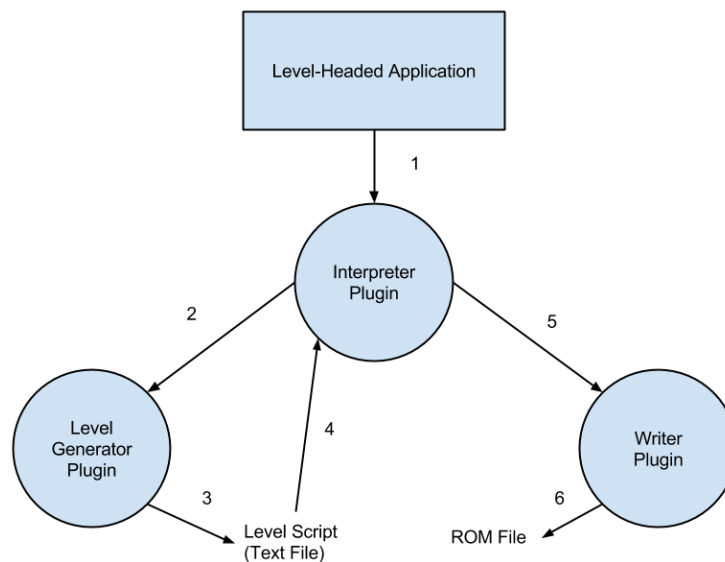 Level-Headed Application
1
Interpreter
Plugin
2
5
Level
Generator
Plugin
4
Writer
Plugin
3
6
Level Script
(Text File)
ROM File